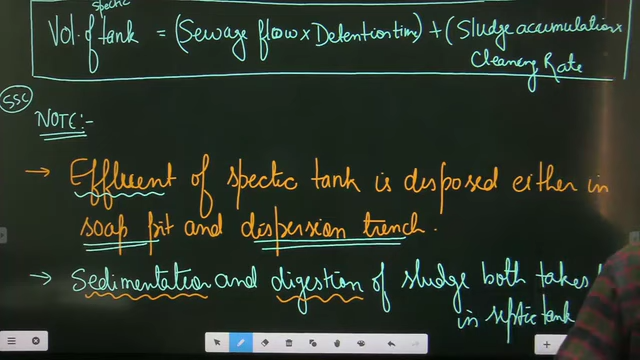 spectic
Vol. of tank = (Sewage flow x Detention time) + (Sludge accumulation x
Cleaning Rate
SSC
NOTE:-
→ Effluent of spectic tank is disposed either in
soap pit and dispersion trench.
→ Sedimentation and digestion of sludge both takes
in septic tank